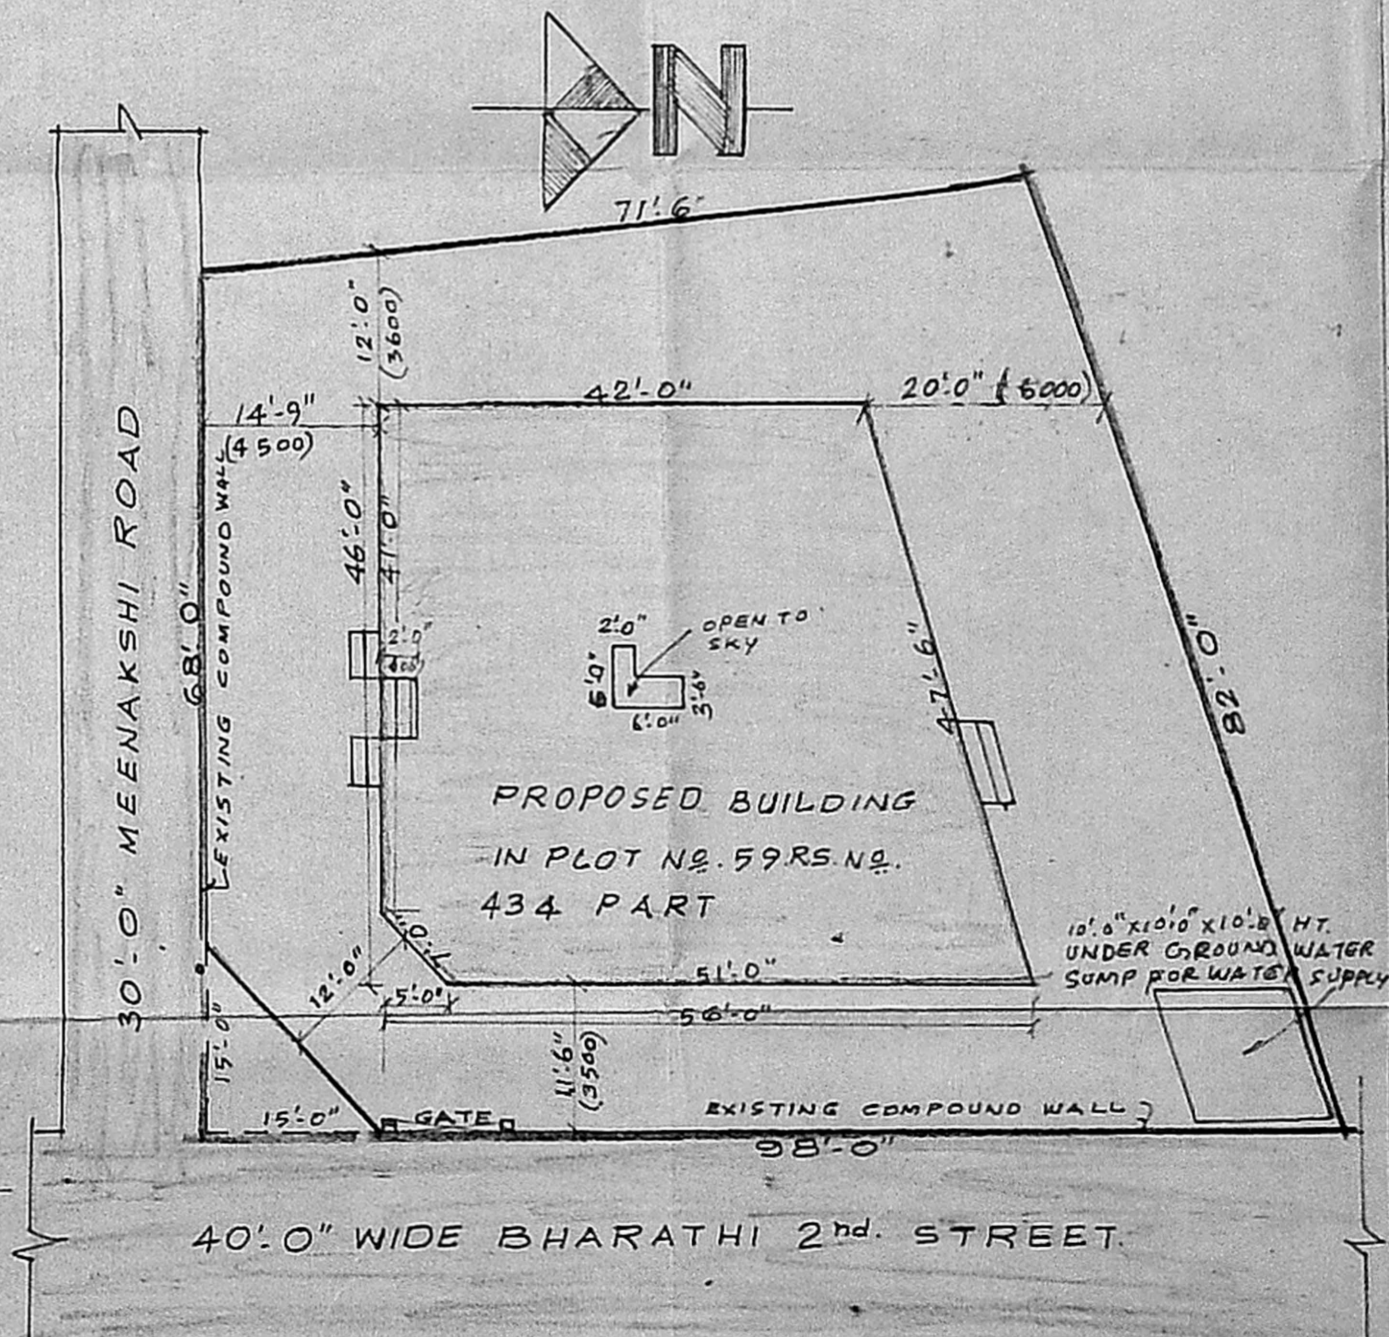 N
71'-6"
12'-0"
(3600)
42'-0"
20'-0" (6000)
14'-9"
(4500)
30'-0" MEENAKSHI ROAD
68'-0"
EXISTING COMPOUND WALL
46'-0"
41'-0"
2'-0"
(600)
2'-0"
OPEN TO
SKY
6'-0"
3'-6"
6'-0"
47'-6"
82'-0"
PROPOSED BUILDING
IN PLOT No. 59.RS.No.
434 PART
7'-0"
12'-0"
5'-0"
51'-0"
56'-0"
10'-0"X10'-0"X10'-0" HT.
UNDER GROUND WATER
SUMP FOR WATER SUPPLY
15'-0"
15'-0"
GATE
11'-6"
(3500)
EXISTING COMPOUND WALL
98'-0"
40'-0" WIDE BHARATHI 2nd. STREET.